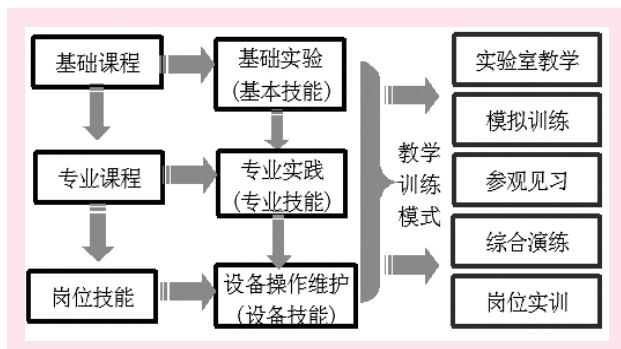 基础课程
基础实验
(基本技能)
专业课程
专业实践
(专业技能)
岗位技能
设备操作维护
(设备技能)
教学
训练
模式
实验室教学
模拟训练
参观见习
综合演练
岗位实训